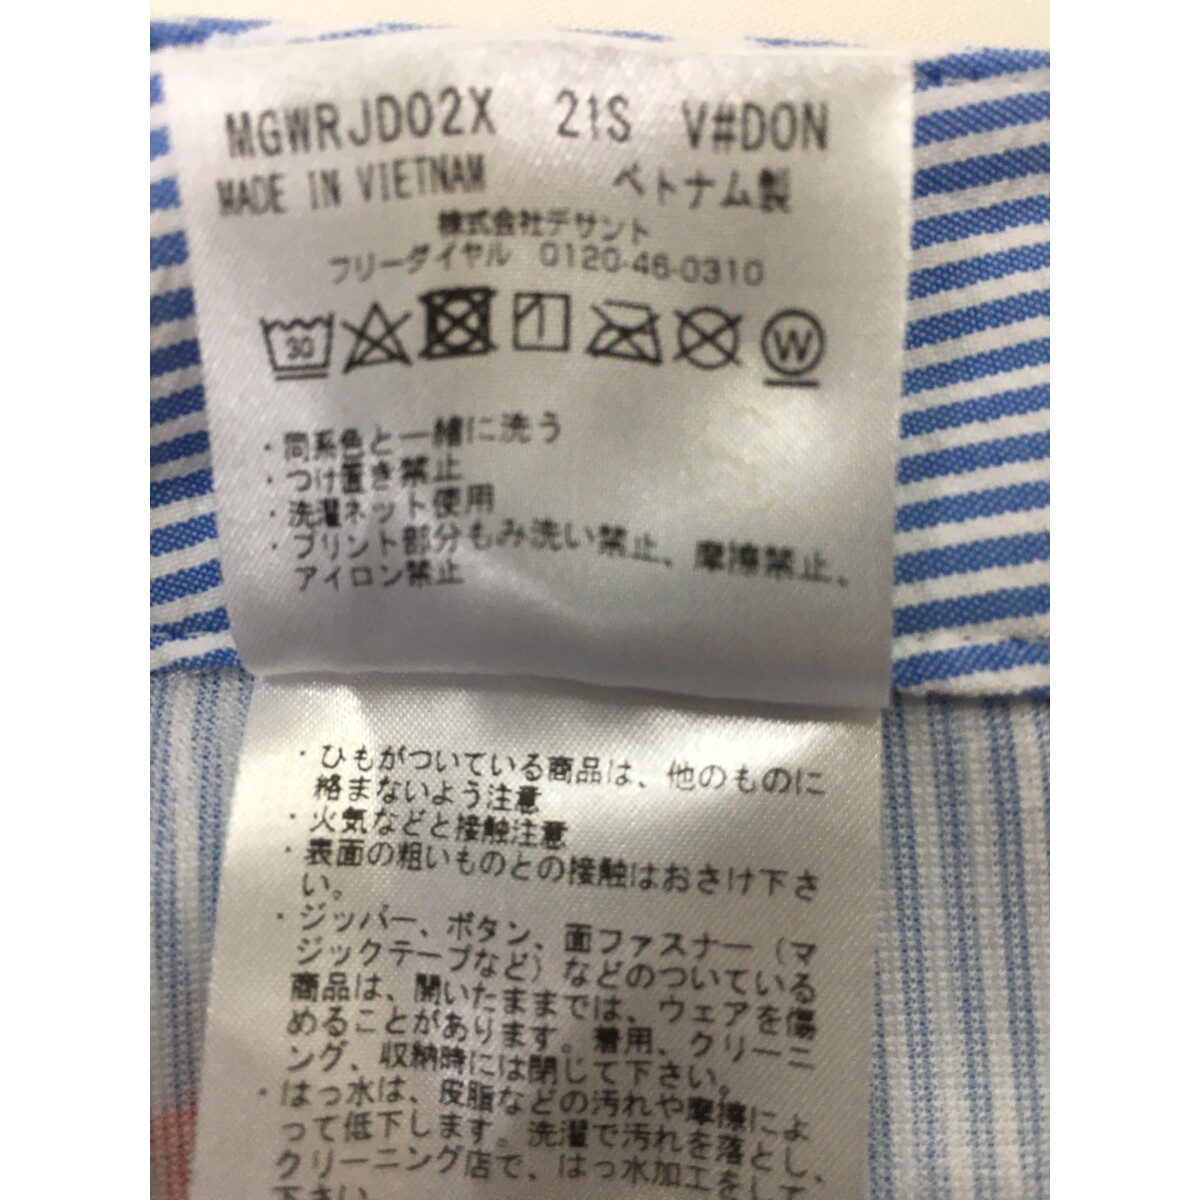 MGWRJD02X 21S V#DON
MADE IN VIETNAM ベトナム製
株式会社デサント
フリーダイヤル 0120-46-0310
30 W
・同系色と一緒に洗う
・つけ置き禁止
・洗濯ネット使用
・プリント部分もみ洗い禁止、摩擦禁止、
アイロン禁止
・ひもがついている商品は、他のものに
絡まないよう注意
・火気などと接触注意
・表面の粗いものとの接触はおさけ下さ
い。
・ジッパー、ボタン、面ファスナー（マ
ジックテープなど）などのついている
商品は、開いたままでは、ウェアを傷
めることがあります。着用、クリーニ
ング、収納時には閉じて下さい。
・はっ水は、皮脂などの汚れや摩擦によ
って低下します。洗濯で汚れを落とし、
クリーニング店で、はっ水加工をして
下さい